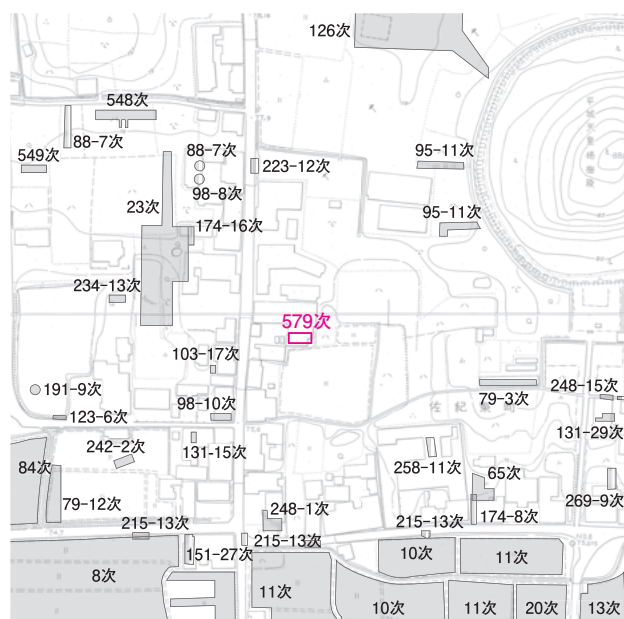 126次
548次
88-7次
88-7次
95-11次
549次
223-12次
98-8次
23次
174-16次
95-11次
234-13次
579次
103-17次
191-9次
79-3次
248-15次
123-6次
98-10次
佐紀東町
131-29次
242-2次
131-15次
84次
258-11次
65次
79-12次
269-9次
248-1次
174-8次
215-13次
215-13次
215-13次
151-27次
10次
11次
8次
11次
10次
11次
20次
13次